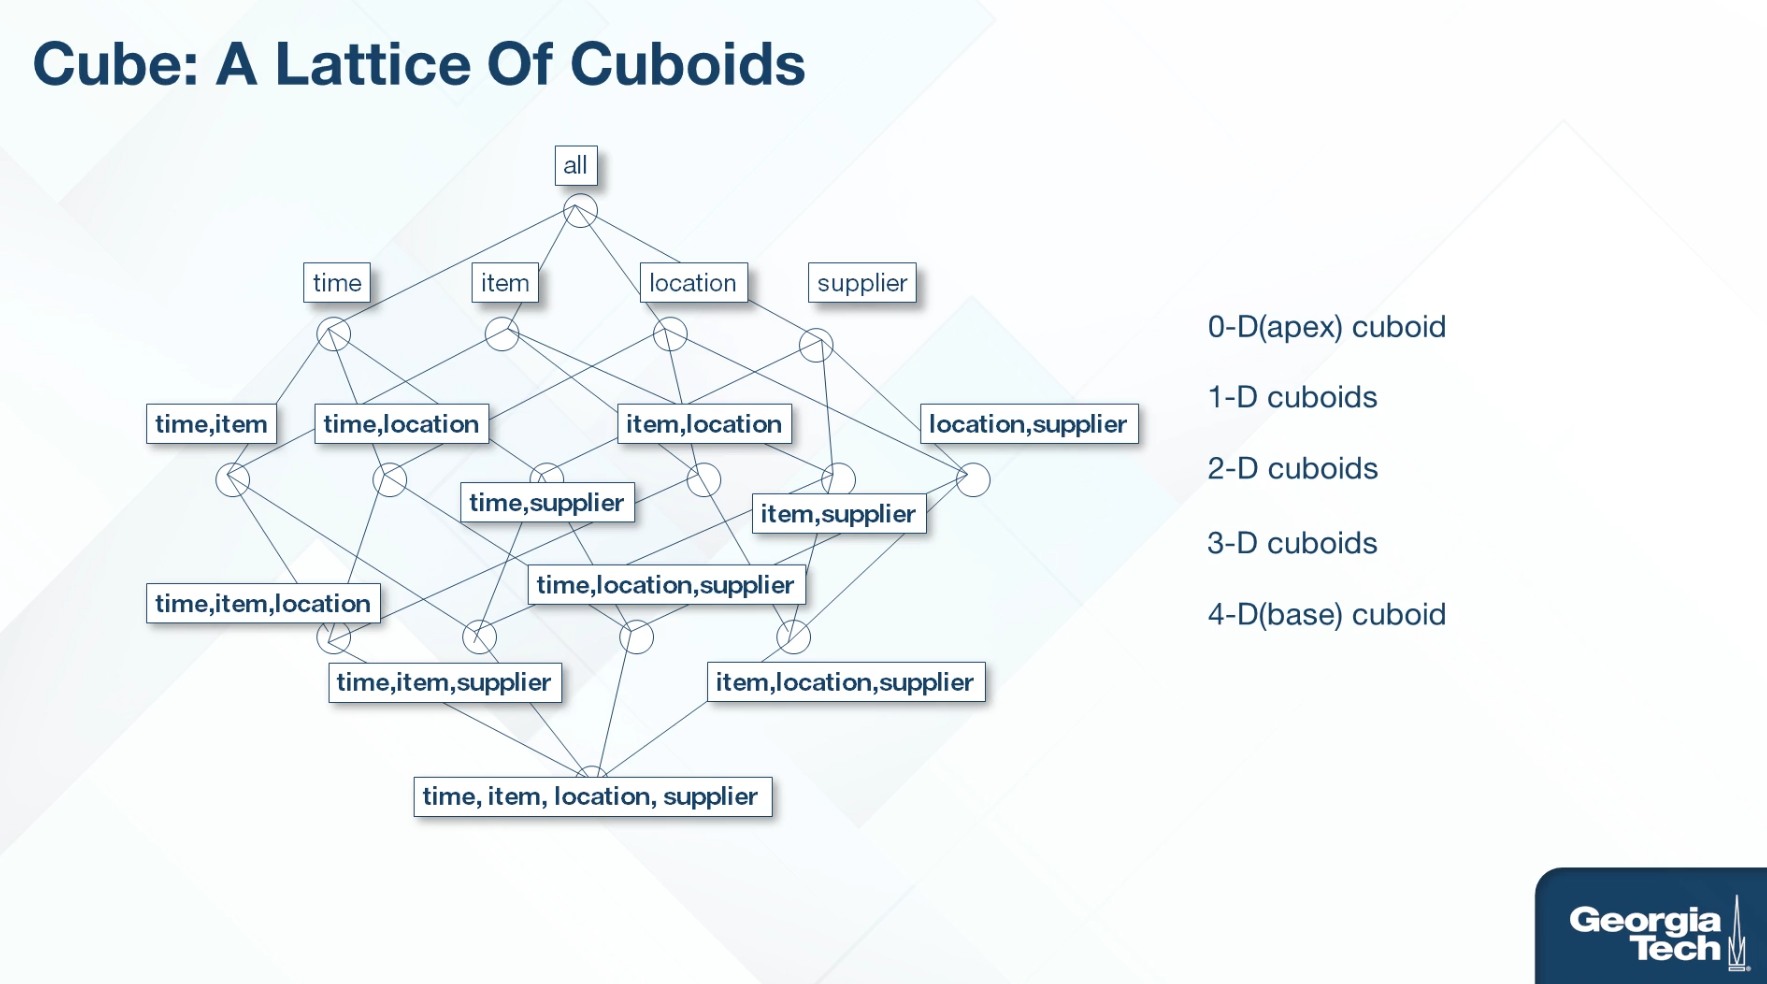 Cube: A Lattice Of Cuboids
all
time
item
location
supplier
time,item
time,location
item,location
location,supplier
time,supplier
item,supplier
time,location,supplier
time,item,location
time,item,supplier
item,location,supplier
time, item, location, supplier
0-D(apex) cuboid
1-D cuboids
2-D cuboids
3-D cuboids
4-D(base) cuboid
Georgia
Tech